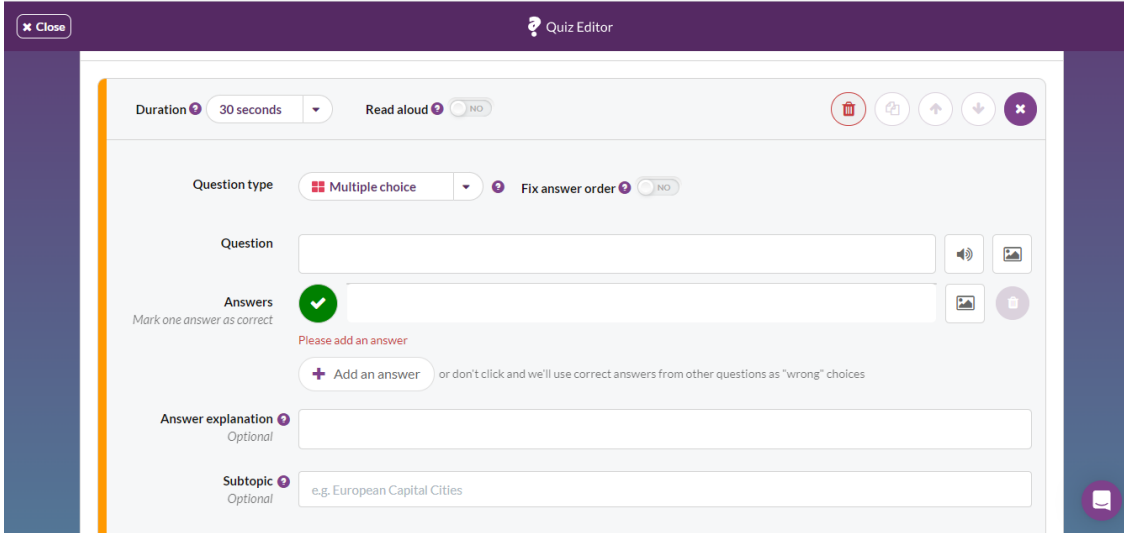 × Close
Quiz Editor
Duration ? 30 seconds Read aloud ? NO
Question type Multiple choice ? Fix answer order ? NO
Question
Answers
Mark one answer as correct
Please add an answer
+ Add an answer or don't click and we'll use correct answers from other questions as "wrong" choices
Answer explanation ?
Optional
Subtopic ? e.g. European Capital Cities
Optional